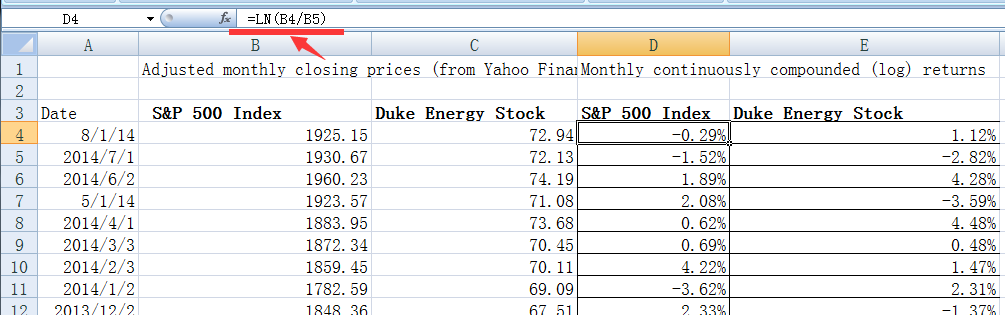 D4 fx =LN(B4/B5)
A B C D E
1 Adjusted monthly closing prices (from Yahoo Finan Monthly continuously compounded (log) returns
2
3 Date S&P 500 Index Duke Energy Stock S&P 500 Index Duke Energy Stock
4 8/1/14 1925.15 72.94 -0.29% 1.12%
5 2014/7/1 1930.67 72.13 -1.52% -2.82%
6 2014/6/2 1960.23 74.19 1.89% 4.28%
7 5/1/14 1923.57 71.08 2.08% -3.59%
8 2014/4/1 1883.95 73.68 0.62% 4.48%
9 2014/3/3 1872.34 70.45 0.69% 0.48%
10 2014/2/3 1859.45 70.11 4.22% 1.47%
11 2014/1/2 1782.59 69.09 -3.62% 2.31%
12 2013/12/2 1848.36 67.51 2.33% -1.37%